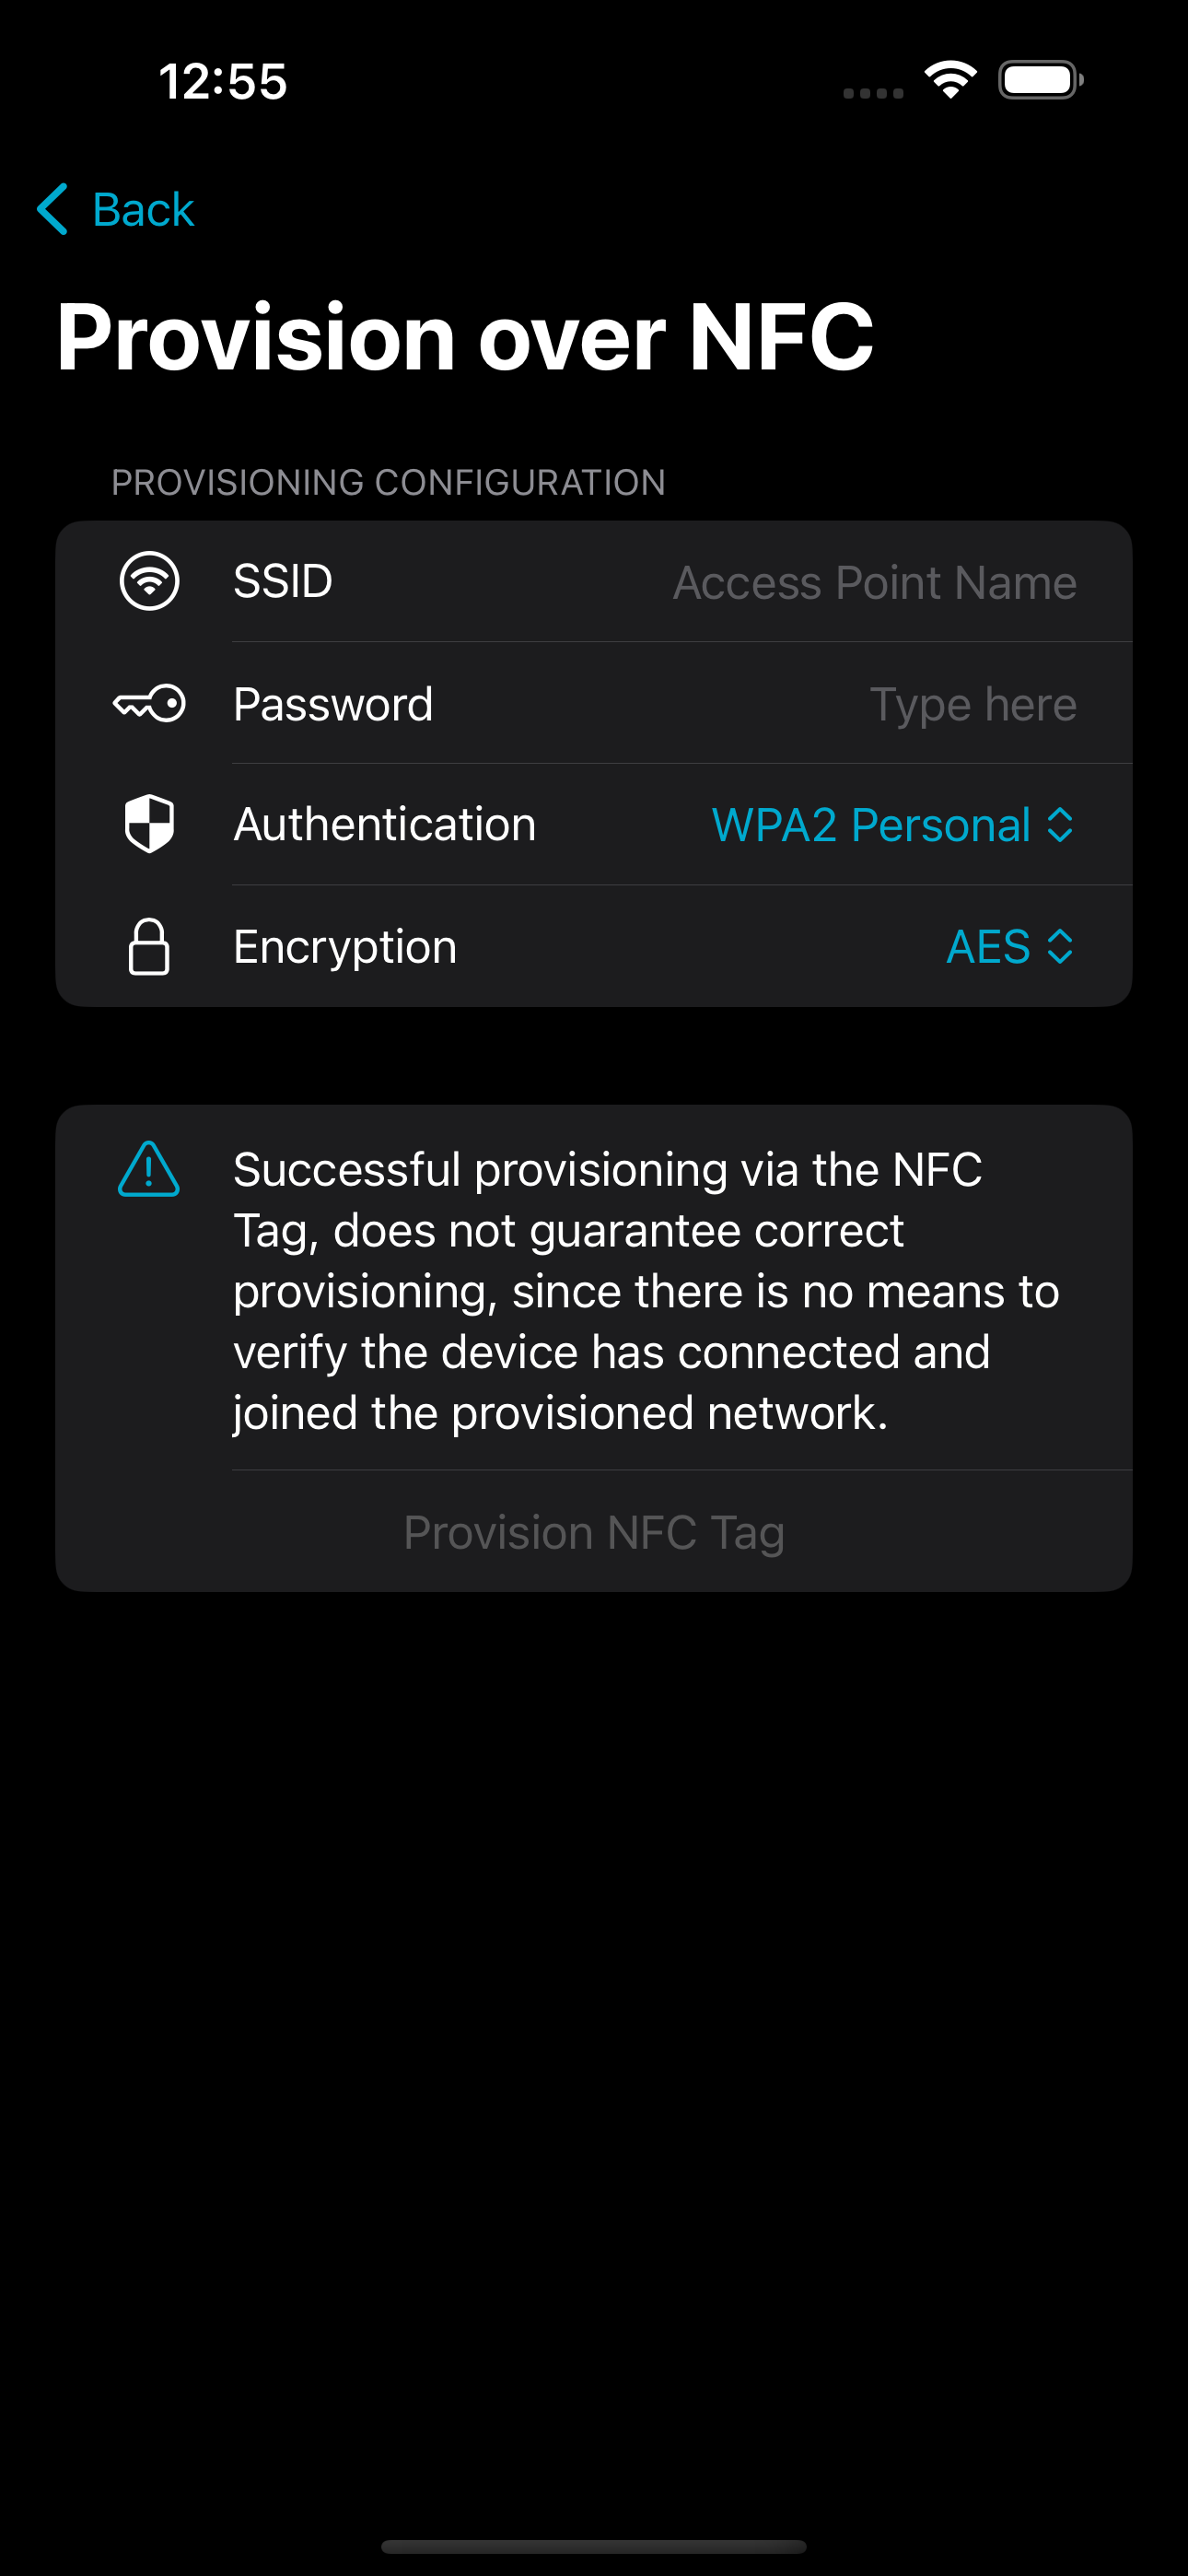 12:55
Back
Provision over NFC
PROVISIONING CONFIGURATION
SSID Access Point Name
Password Type here
Authentication WPA2 Personal
Encryption AES
Successful provisioning via the NFC
Tag, does not guarantee correct
provisioning, since there is no means to
verify the device has connected and
joined the provisioned network.
Provision NFC Tag